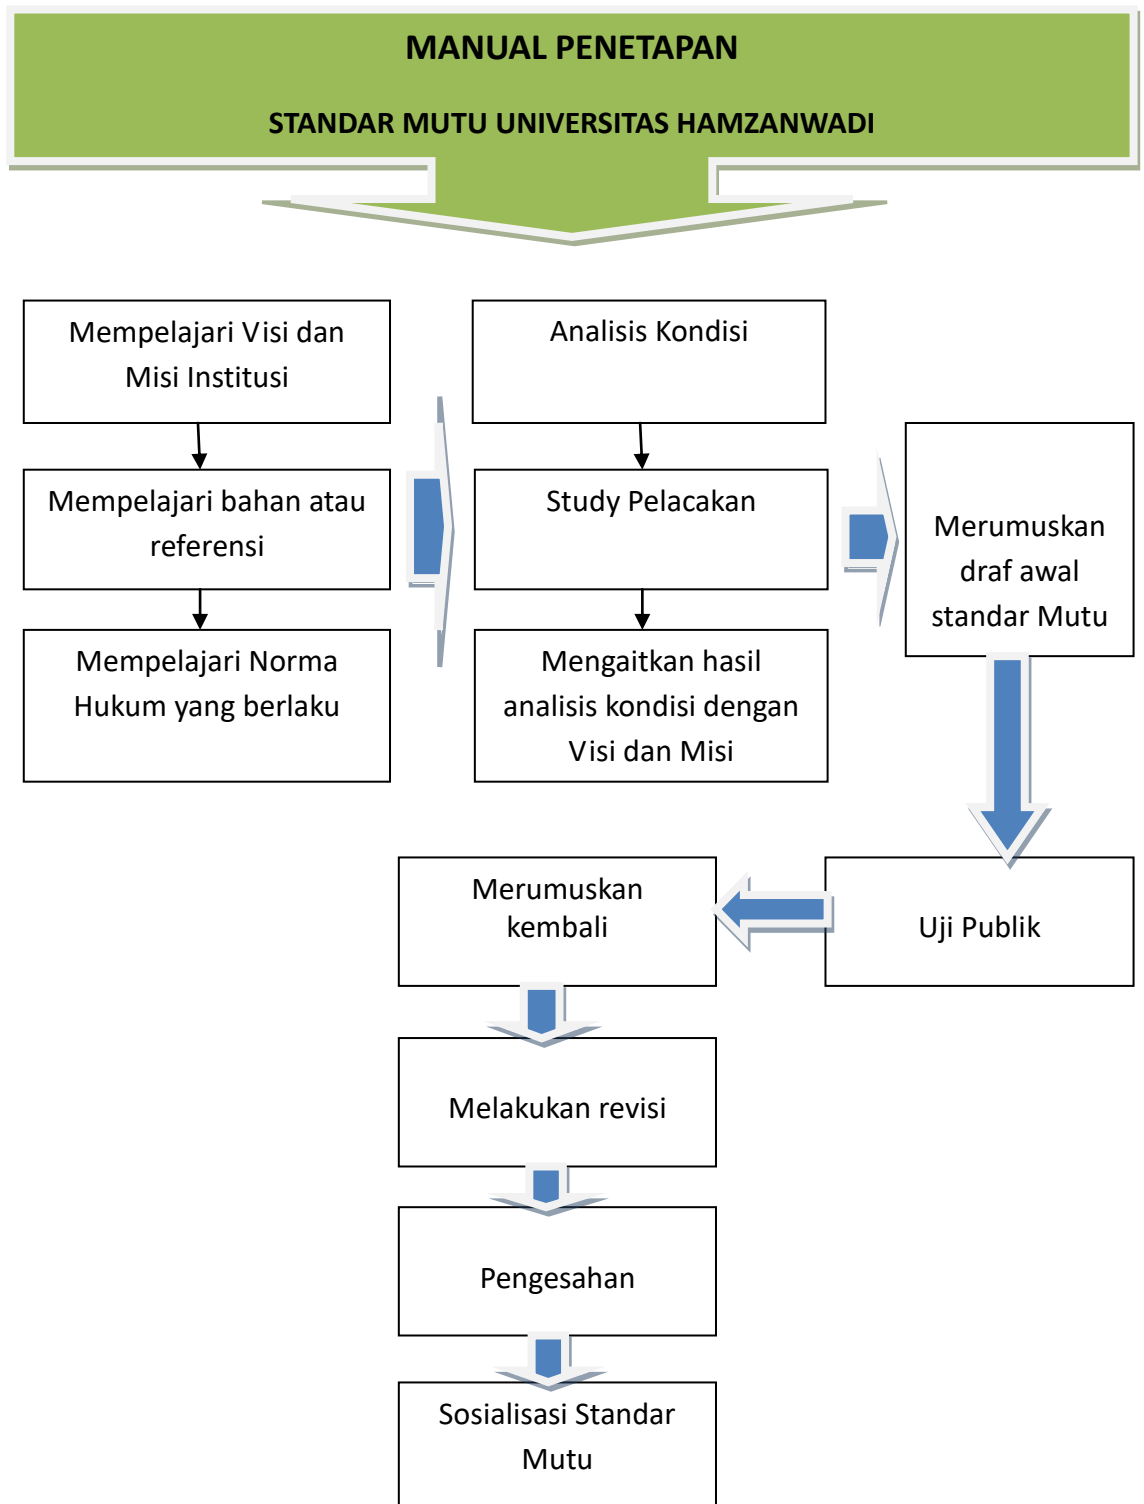 MANUAL PENETAPAN
STANDAR MUTU UNIVERSITAS HAMZANWADI
Mempelajari Visi dan
Misi Institusi
Mempelajari bahan atau
referensi
Mempelajari Norma
Hukum yang berlaku
Analisis Kondisi
Study Pelacakan
Mengaitkan hasil
analisis kondisi dengan
Visi dan Misi
Merumuskan
draf awal
standar Mutu
Uji Publik
Merumuskan
kembali
Melakukan revisi
Pengesahan
Sosialisasi Standar
Mutu